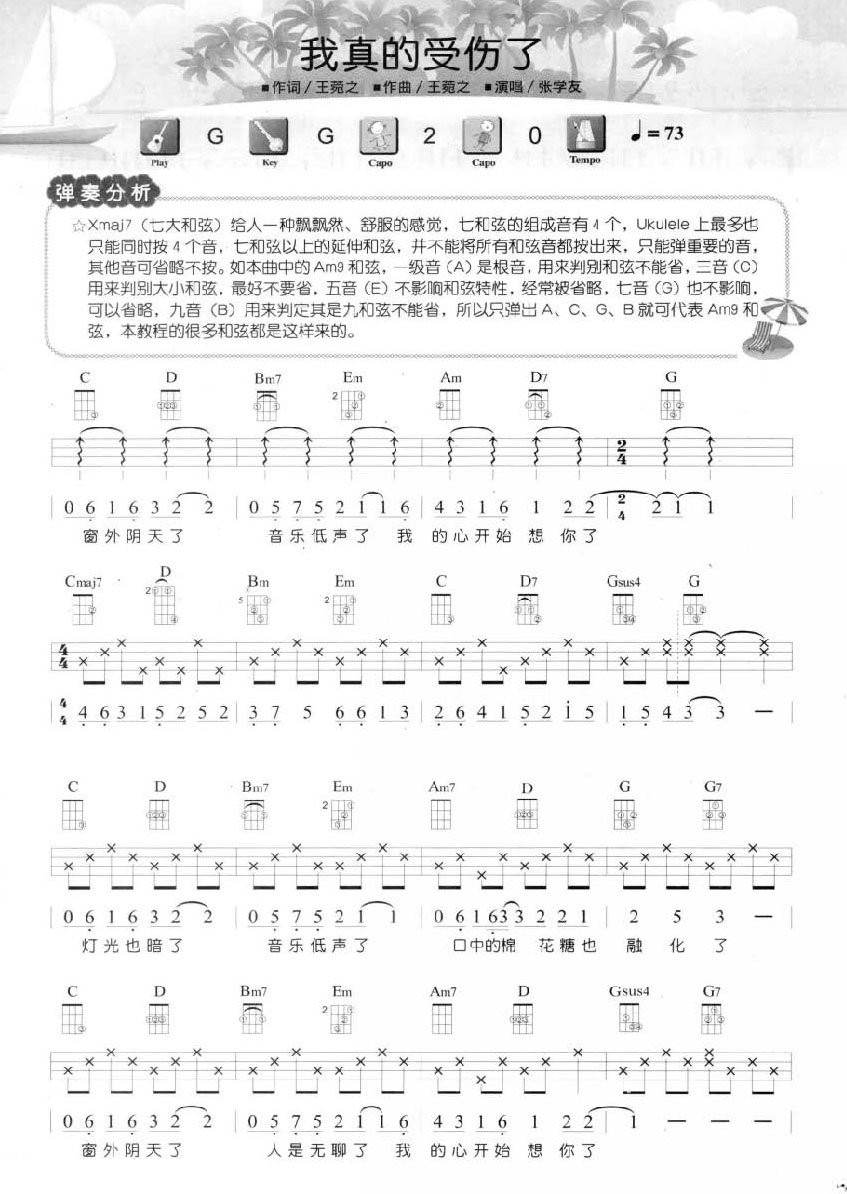 我真的受伤了
■作词/王菀之 ■作曲/王菀之 ■演唱/张学友
G G 2 0 ♩=73
Play Key Capo Capo Tempo
弹奏分析
☆Xmaj7（七大和弦）给人一种飘飘然、舒服的感觉，七和弦的组成音有4个，Ukulele上最多也
只能同时按4个音，七和弦以上的延伸和弦，并不能将所有和弦音都按出来，只能弹重要的音，
其他音可省略不按。如本曲中的Am9和弦，一级音（A）是根音，用来判别和弦不能省，三音（C）
用来判别大小和弦，最好不要省，五音（E）不影响和弦特性，经常被省略，七音（G）也不影响，
可以省略，九音（B）用来判定其是九和弦不能省，所以只弹出A、C、G、B就可代表Am9和
弦，本教程的很多和弦都是这样来的。
C D Bm7 Em Am D7 G
2
2/4
0 6 1 6 3 2 2 | 0 5 7 5 2 1 1 6 | 4 3 1 6 1 2 2 | 2/4 2 1 1 |
窗外阴天了 音乐低声了 我 的心开始 想 你了
Cmaj7 D Bm Em C D7 Gsus4 G
2 5 2
4/4
4/4 4 6 3 1 5 2 5 2 | 3 7 5 6 6 1 3 | 2 6 4 1 5 2 1 5 | 1 5 4 3 3 — |
C D Bm7 Em Am7 D G G7
2
0 6 1 6 3 2 2 | 0 5 7 5 2 1 1 | 0 6 1 6 3 3 2 2 1 | 2 5 3 — |
灯光也暗了 音乐低声了 口中的棉 花糖也 融 化 了
C D Bm7 Em Am7 D Gsus4 G7
2
0 6 1 6 3 2 2 | 0 5 7 5 2 1 1 6 | 4 3 1 6 1 2 2 | 1 — — — |
窗外阴天了 人是无聊了 我 的心开始 想 你了